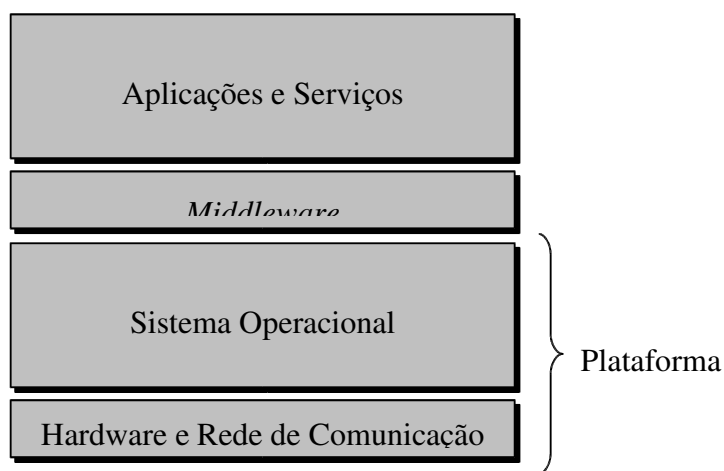 Aplicações e Serviços
Middleware
Sistema Operacional
Plataforma
Hardware e Rede de Comunicação